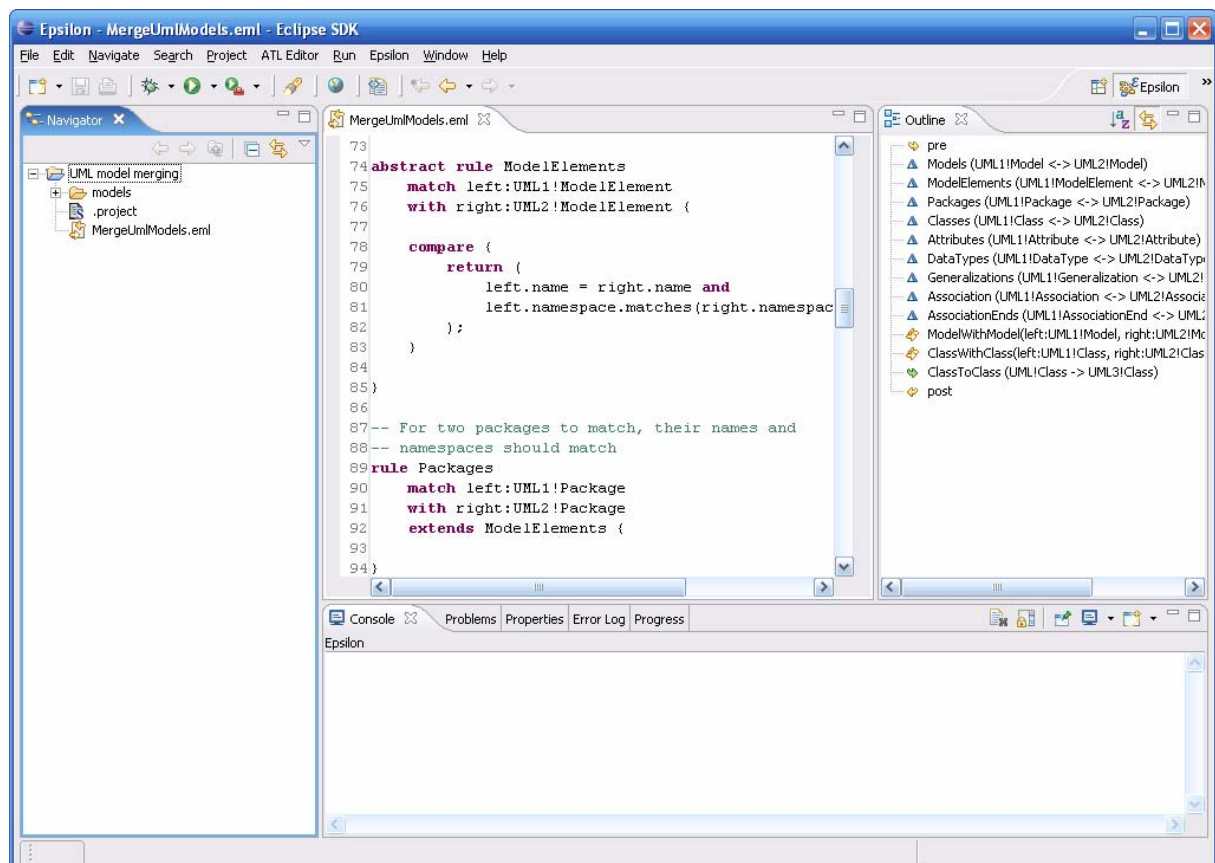 Epsilon - MergeUmlModels.eml - Eclipse SDK
File Edit Navigate Search Project ATL Editor Run Epsilon Window Help
Epsilon »
Navigator
UML model merging
models
.project
MergeUmlModels.eml
MergeUmlModels.eml
73
74 abstract rule ModelElements
75 match left:UML1!ModelElement
76 with right:UML2!ModelElement {
77
78 compare {
79 return (
80 left.name = right.name and
81 left.namespace.matches(right.namespac
82 );
83 }
84
85 }
86
87 -- For two packages to match, their names and
88 -- namespaces should match
89 rule Packages
90 match left:UML1!Package
91 with right:UML2!Package
92 extends ModelElements {
93
94 }
Outline
pre
Models (UML1!Model <-> UML2!Model)
ModelElements (UML1!ModelElement <-> UML2!M
Packages (UML1!Package <-> UML2!Package)
Classes (UML1!Class <-> UML2!Class)
Attributes (UML1!Attribute <-> UML2!Attribute)
DataTypes (UML1!DataType <-> UML2!DataTyp
Generalizations (UML1!Generalization <-> UML2!
Association (UML1!Association <-> UML2!Associa
AssociationEnds (UML1!AssociationEnd <-> UML2
ModelWithModel(left:UML1!Model, right:UML2!Mo
ClassWithClass(left:UML1!Class, right:UML2!Clas
ClassToClass (UML!Class -> UML3!Class)
post
Console Problems Properties Error Log Progress
Epsilon